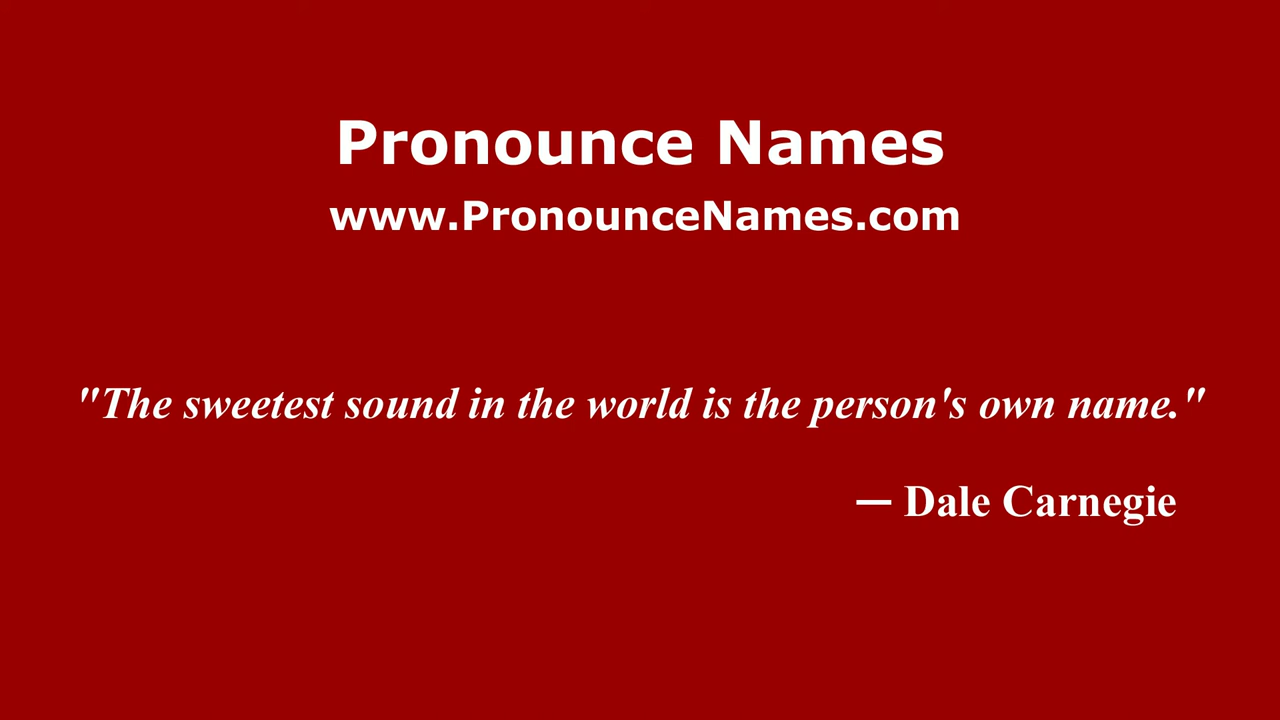 Pronounce Names
www.PronounceNames.com
"The sweetest sound in the world is the person's own name."
— Dale Carnegie